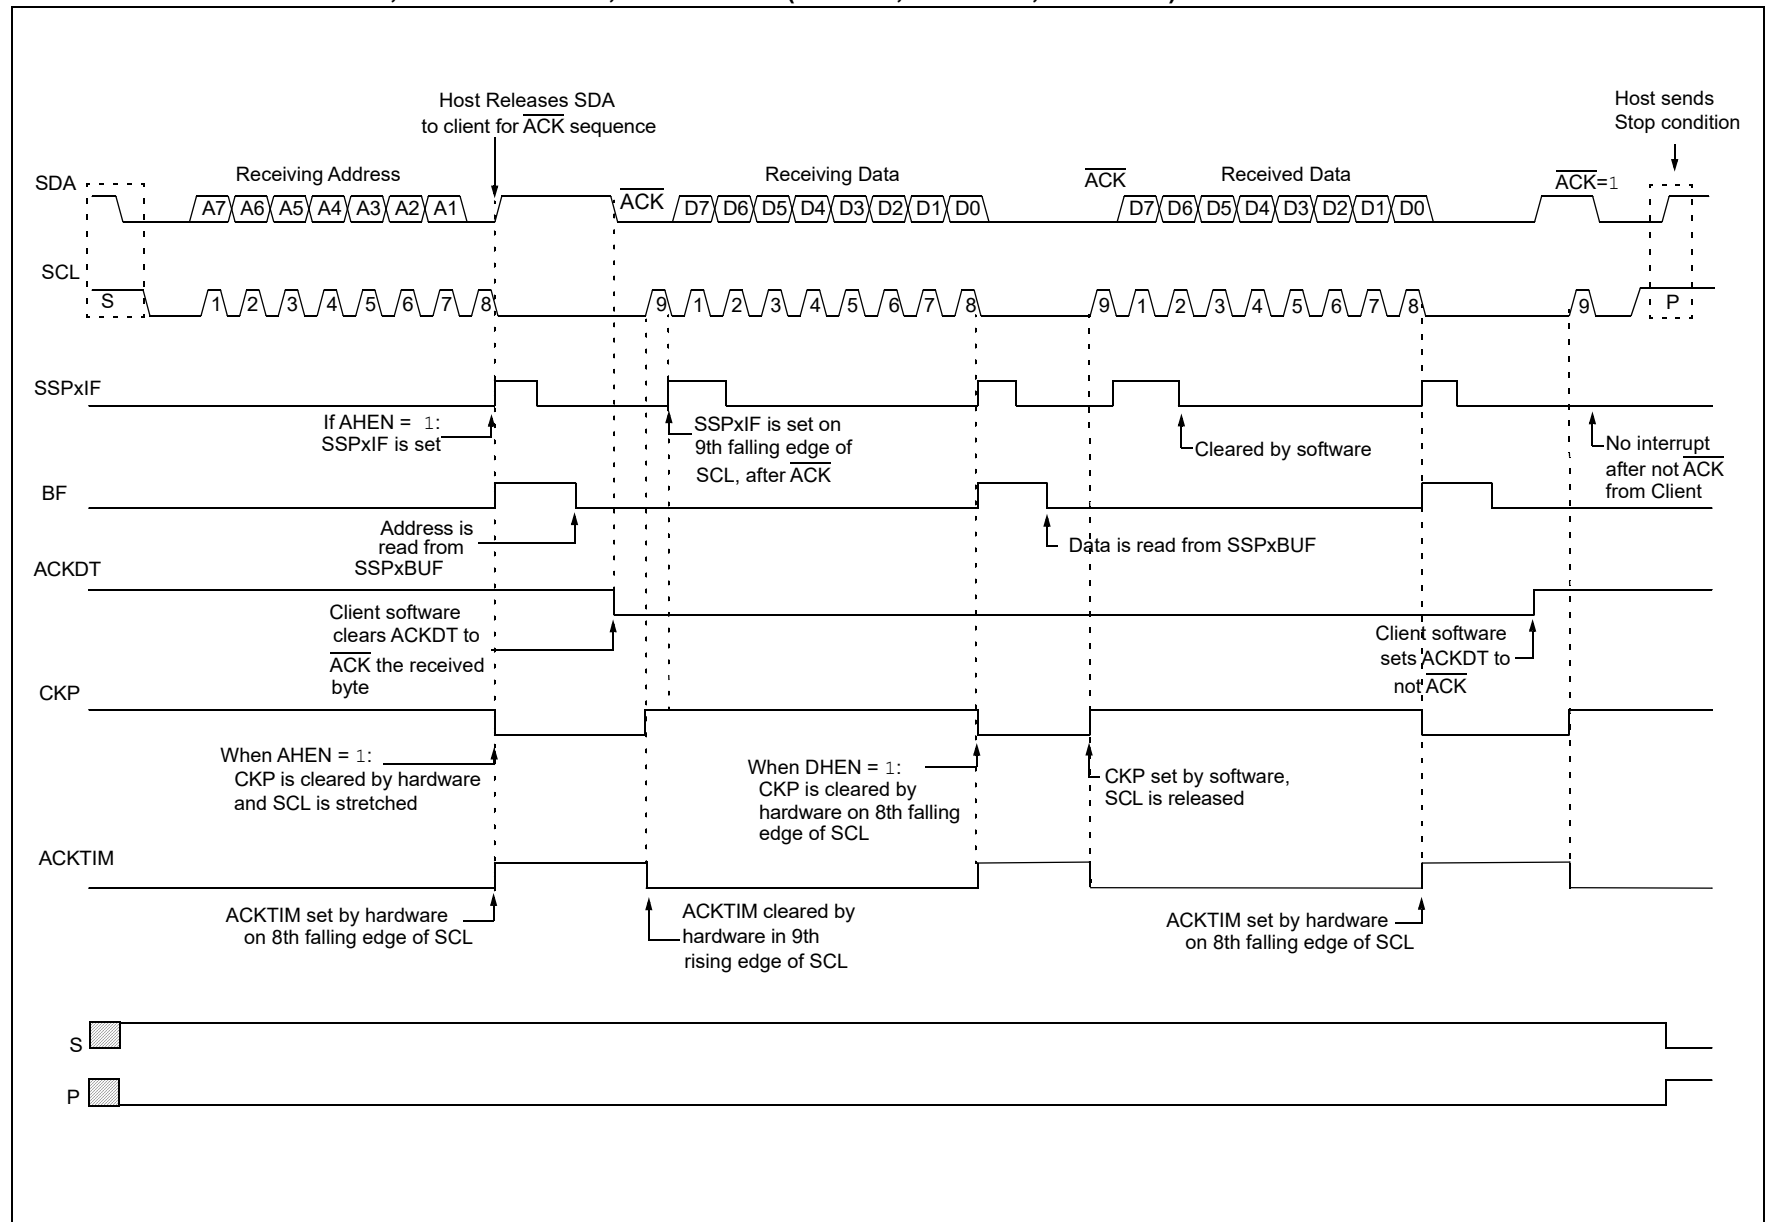 Host Releases SDA
to client for ACK sequence
Host sends
Stop condition
SDA
Receiving Address
ACK
Receiving Data
ACK
Received Data
ACK=1
A7 A6 A5 A4 A3 A2 A1
D7 D6 D5 D4 D3 D2 D1 D0
D7 D6 D5 D4 D3 D2 D1 D0
SCL
S
1 2 3 4 5 6 7 8
9 1 2 3 4 5 6 7 8
9 1 2 3 4 5 6 7 8
9
P
SSPxIF
If AHEN = 1:
SSPxIF is set
SSPxIF is set on
9th falling edge of
SCL, after ACK
Cleared by software
No interrupt
after not ACK
from Client
BF
Address is
read from
SSPxBUF
Data is read from SSPxBUF
ACKDT
Client software
clears ACKDT to
ACK the received
byte
Client software
sets ACKDT to
not ACK
CKP
When AHEN = 1:
CKP is cleared by hardware
and SCL is stretched
When DHEN = 1:
CKP is cleared by
hardware on 8th falling
edge of SCL
CKP set by software,
SCL is released
ACKTIM
ACKTIM set by hardware
on 8th falling edge of SCL
ACKTIM cleared by
hardware in 9th
rising edge of SCL
ACKTIM set by hardware
on 8th falling edge of SCL
S
P